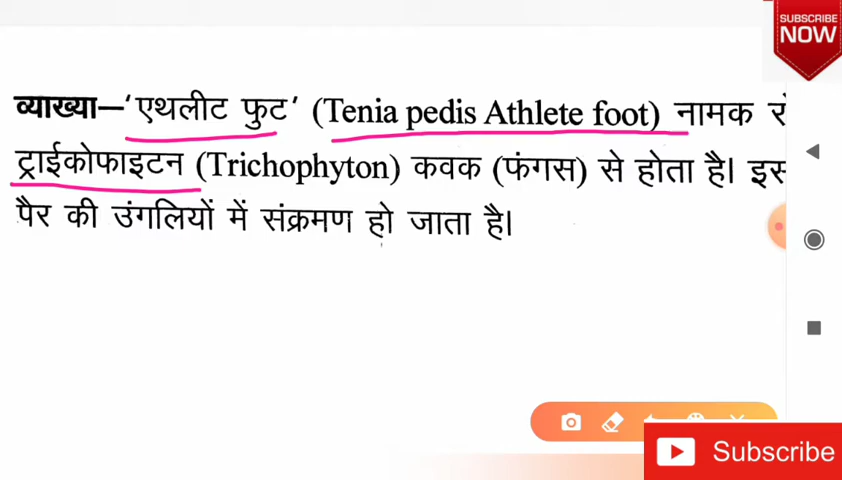 SUBSCRIBE
NOW
व्याख्या–‘एथलीट फुट’ (Tenia pedis Athlete foot) नामक
ट्राईकोफाइटन (Trichophyton) कवक (फंगस) से होता है। इस
पैर की उंगलियों में संक्रमण हो जाता है।
Subscribe